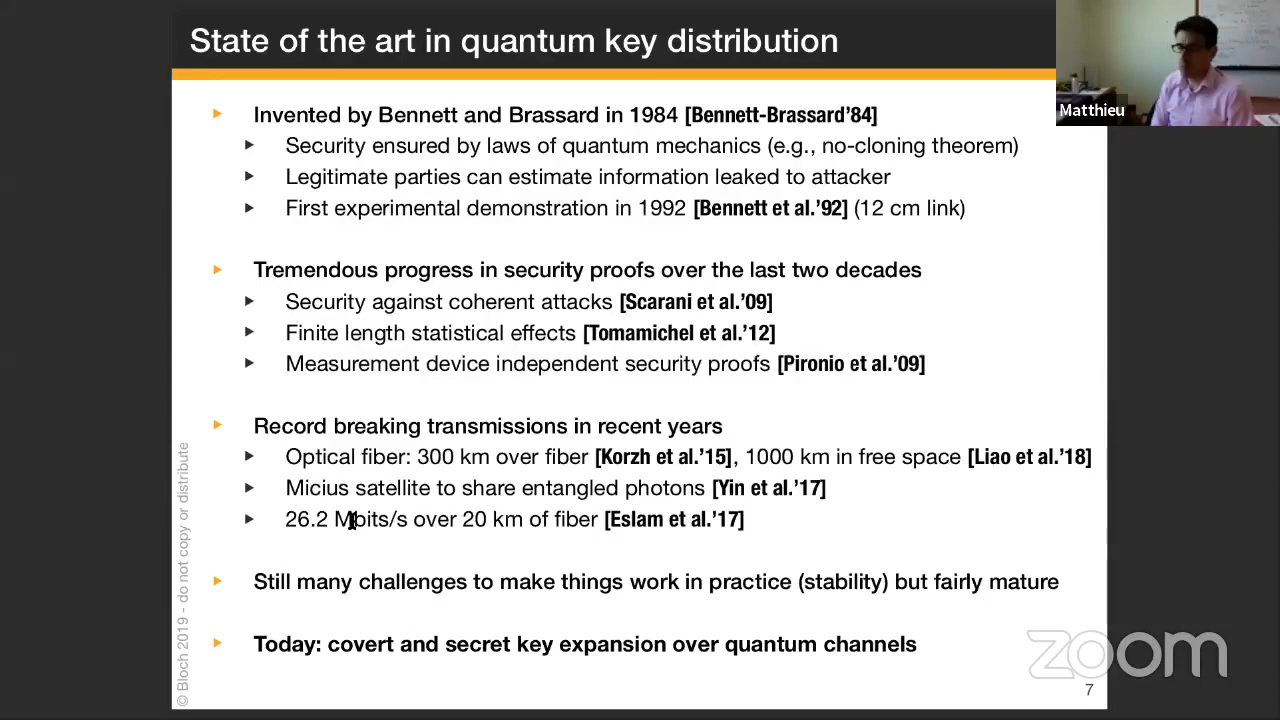 State of the art in quantum key distribution
Matthieu
Invented by Bennett and Brassard in 1984 [Bennett-Brassard'84]
Security ensured by laws of quantum mechanics (e.g., no-cloning theorem)
Legitimate parties can estimate information leaked to attacker
First experimental demonstration in 1992 [Bennett et al.'92] (12 cm link)
Tremendous progress in security proofs over the last two decades
Security against coherent attacks [Scarani et al.'09]
Finite length statistical effects [Tomamichel et al.'12]
Measurement device independent security proofs [Pironio et al.'09]
Record breaking transmissions in recent years
Optical fiber: 300 km over fiber [Korzh et al.'15], 1000 km in free space [Liao et al.'18]
Micius satellite to share entangled photons [Yin et al.'17]
26.2 Mbits/s over 20 km of fiber [Eslam et al.'17]
Still many challenges to make things work in practice (stability) but fairly mature
Today: covert and secret key expansion over quantum channels
© Bloch 2019 - do not copy or distribute
zoom
7